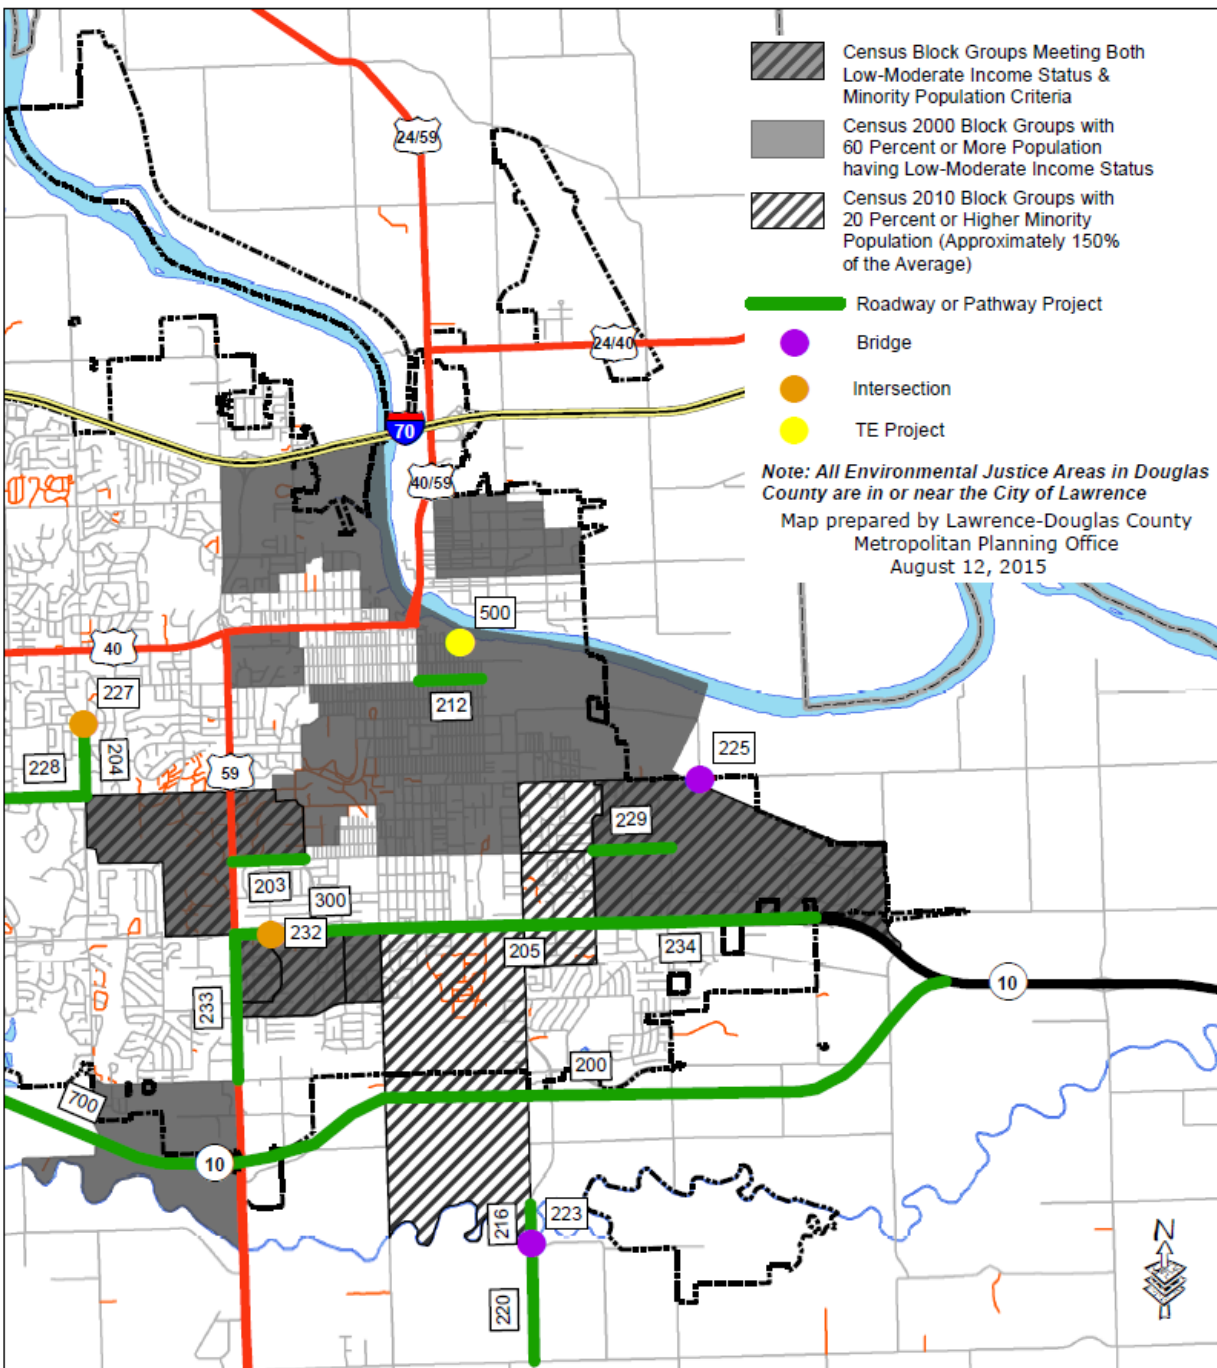 Census Block Groups Meeting Both
Low-Moderate Income Status &
Minority Population Criteria
Census 2000 Block Groups with
60 Percent or More Population
having Low-Moderate Income Status
Census 2010 Block Groups with
20 Percent or Higher Minority
Population (Approximately 150%
of the Average)
Roadway or Pathway Project
Bridge
Intersection
TE Project
Note: All Environmental Justice Areas in Douglas
County are in or near the City of Lawrence
Map prepared by Lawrence-Douglas County
Metropolitan Planning Office
August 12, 2015
24/59
24/40
70
40/59
500
40
227
212
228
204
59
225
229
203
300
232
205
234
233
10
200
700
10
216
223
220
N